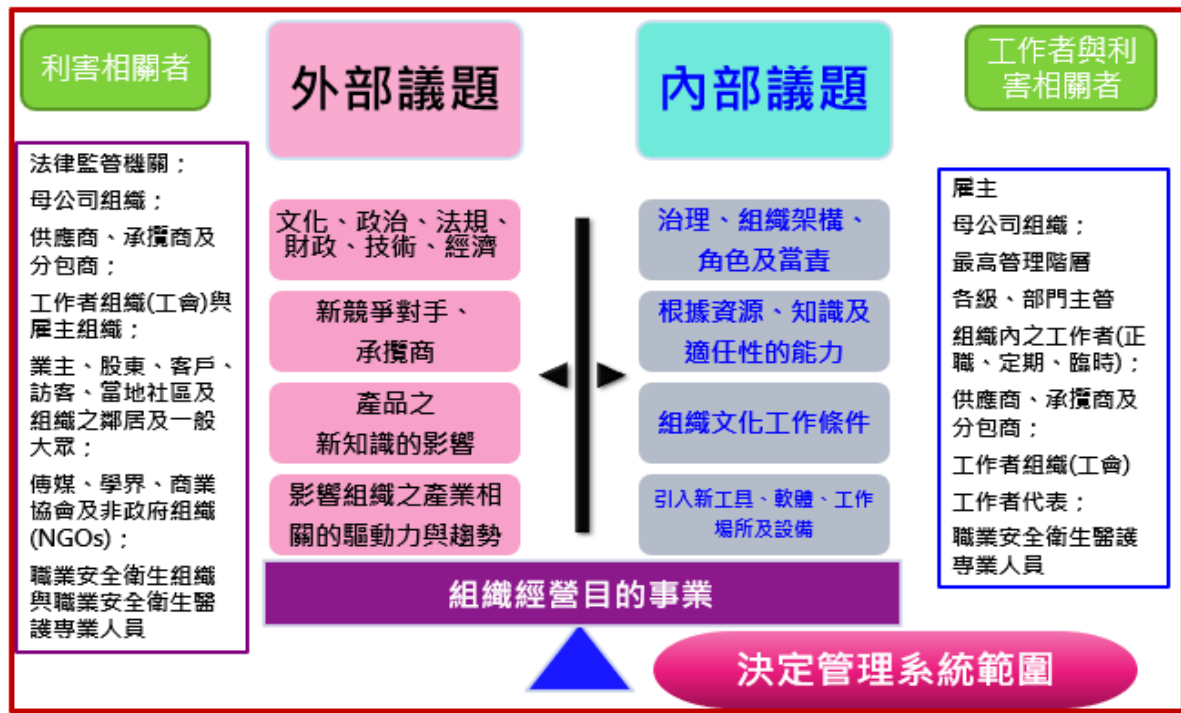 利害相關者
法律監管機關；
母公司組織；
供應商、承攬商及
分包商；
工作者組織(工會)與
雇主組織；
業主、股東、客戶、
訪客、當地社區及
組織之鄰居及一般
大眾；
傳媒、學界、商業
協會及非政府組織
(NGOs)；
職業安全衛生組織
與職業安全衛生醫
護專業人員
外部議題
文化、政治、法規、
財政、技術、經濟
新競爭對手、
承攬商
產品之
新知識的影響
影響組織之產業相
關的驅動力與趨勢
內部議題
治理、組織架構、
角色及當責
根據資源、知識及
適任性的能力
組織文化工作條件
引入新工具、軟體、工作
場所及設備
工作者與利
害相關者
雇主
母公司組織；
最高管理階層
各級、部門主管
組織內之工作者(正
職、定期、臨時)；
供應商、承攬商及
分包商；
工作者組織(工會)
工作者代表；
職業安全衛生醫護
專業人員
組織經營目的事業
決定管理系統範圍